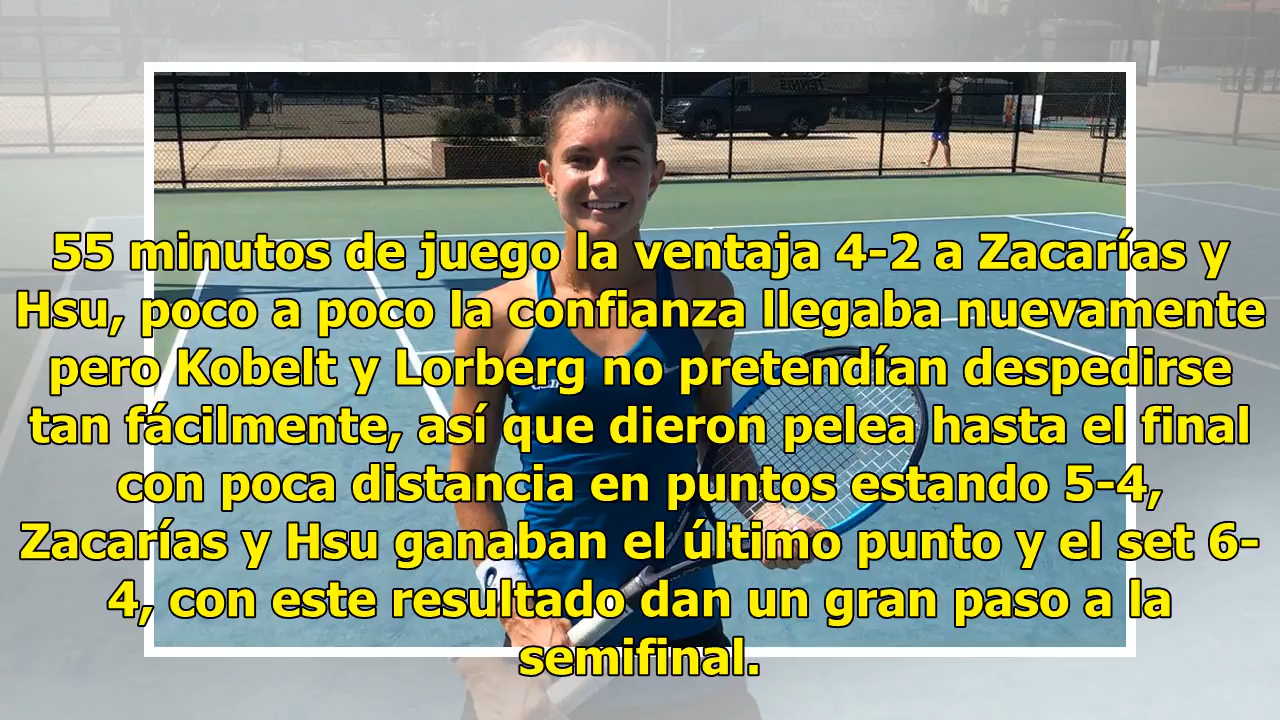 55 minutos de juego la ventaja 4-2 a Zacarías y
Hsu, poco a poco la confianza llegaba nuevamente
pero Kobelt y Lorberg no pretendían despedirse
tan fácilmente, así que dieron pelea hasta el final
con poca distancia en puntos estando 5-4,
Zacarías y Hsu ganaban el último punto y el set 6-
4, con este resultado dan un gran paso a la
semifinal.